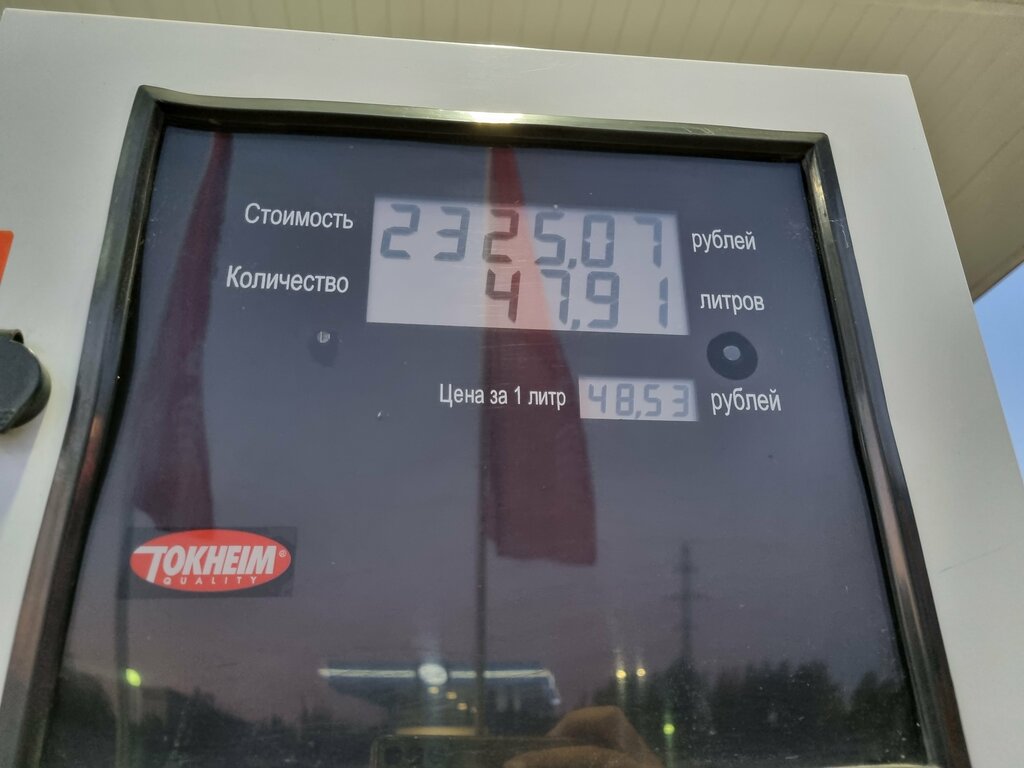 Стоимость 2325,07 рублей
Количество 47,91 литров
Цена за 1 литр 48,53 рублей
TOKHEIM®
QUALITY